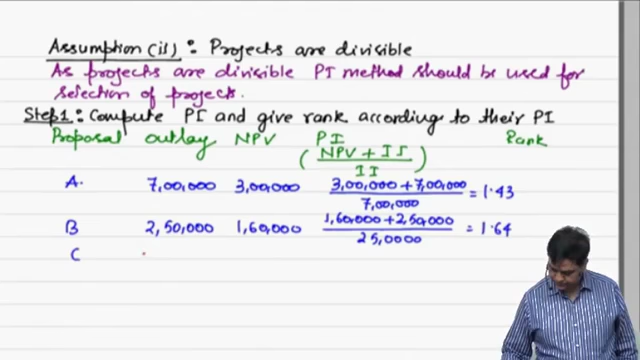 Assumption (ii) : Projects are divisible
As projects are divisible PI method should be used for
selection of projects.
Step 1 : Compute PI and give rank according to their PI
Proposal outlay NPV PI Rank
(NPV + II / II)
A. 7,00,000 3,00,000 3,00,000 + 7,00,000 / 7,00,000 = 1.43
B 2,50,000 1,60,000 1,60,000 + 2,50,000 / 25,0000 = 1.64
C